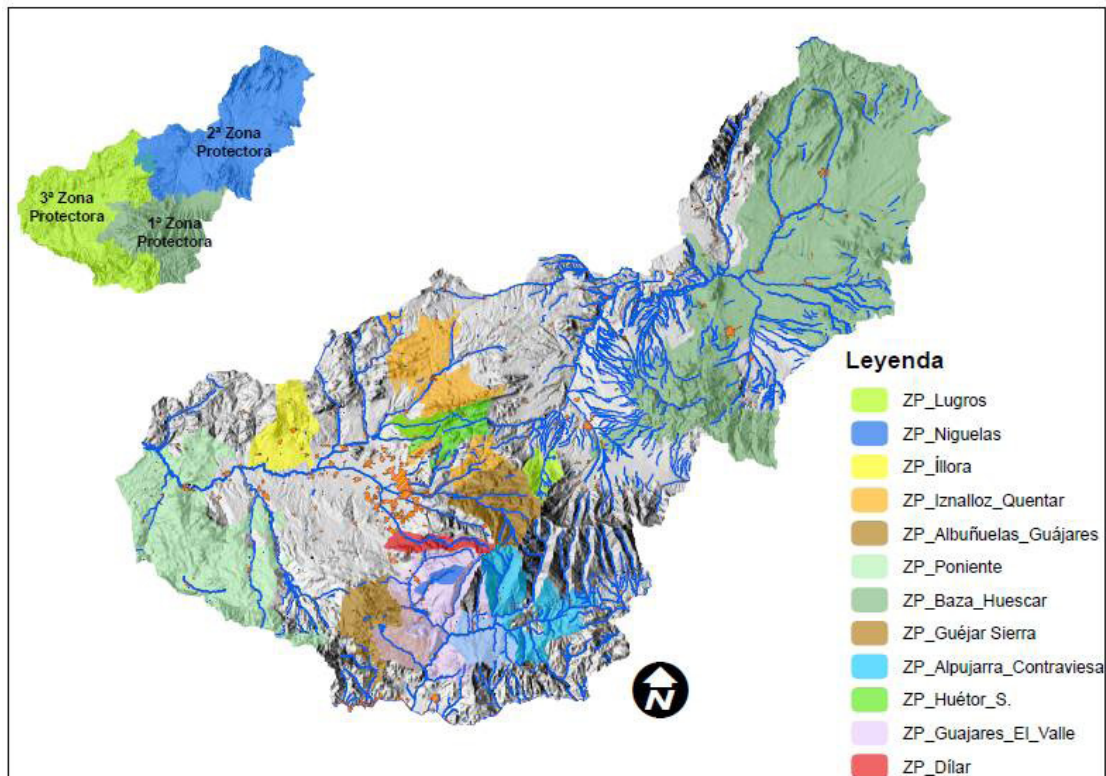 2ª Zona
Protectora
3ª Zona
Protectora
1ª Zona
Protectora
Leyenda
ZP_Lugros
ZP_Niguelas
ZP_Íllora
ZP_Iznalloz_Quentar
ZP_Albuñuelas_Guájares
ZP_Poniente
ZP_Baza_Huescar
ZP_Guéjar Sierra
ZP_Alpujarra_Contraviesa
ZP_Huétor_S.
ZP_Guajares_El_Valle
ZP_Dílar
N